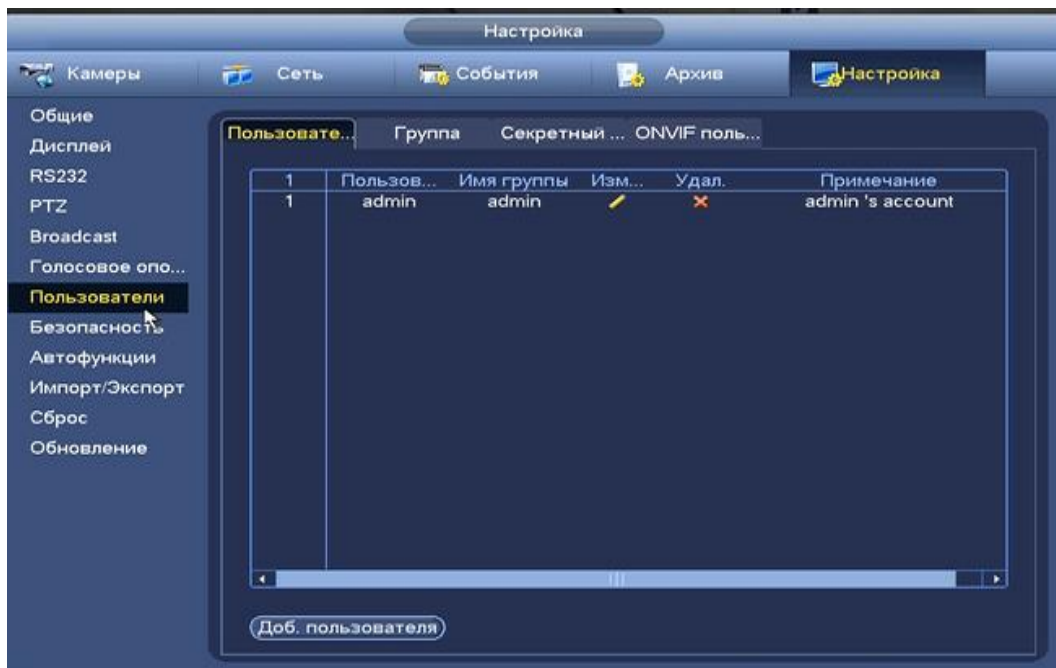 Настройка
Камеры Сеть События Архив Настройка
Общие
Дисплей
RS232
PTZ
Broadcast
Голосовое опо...
Пользователи
Безопасность
Автофункции
Импорт/Экспорт
Сброс
Обновление
Пользовате... Группа Секретный ... ONVIF поль...
1 Пользов... Имя группы Изм... Удал. Примечание
1 admin admin admin 's account
Доб. пользователя